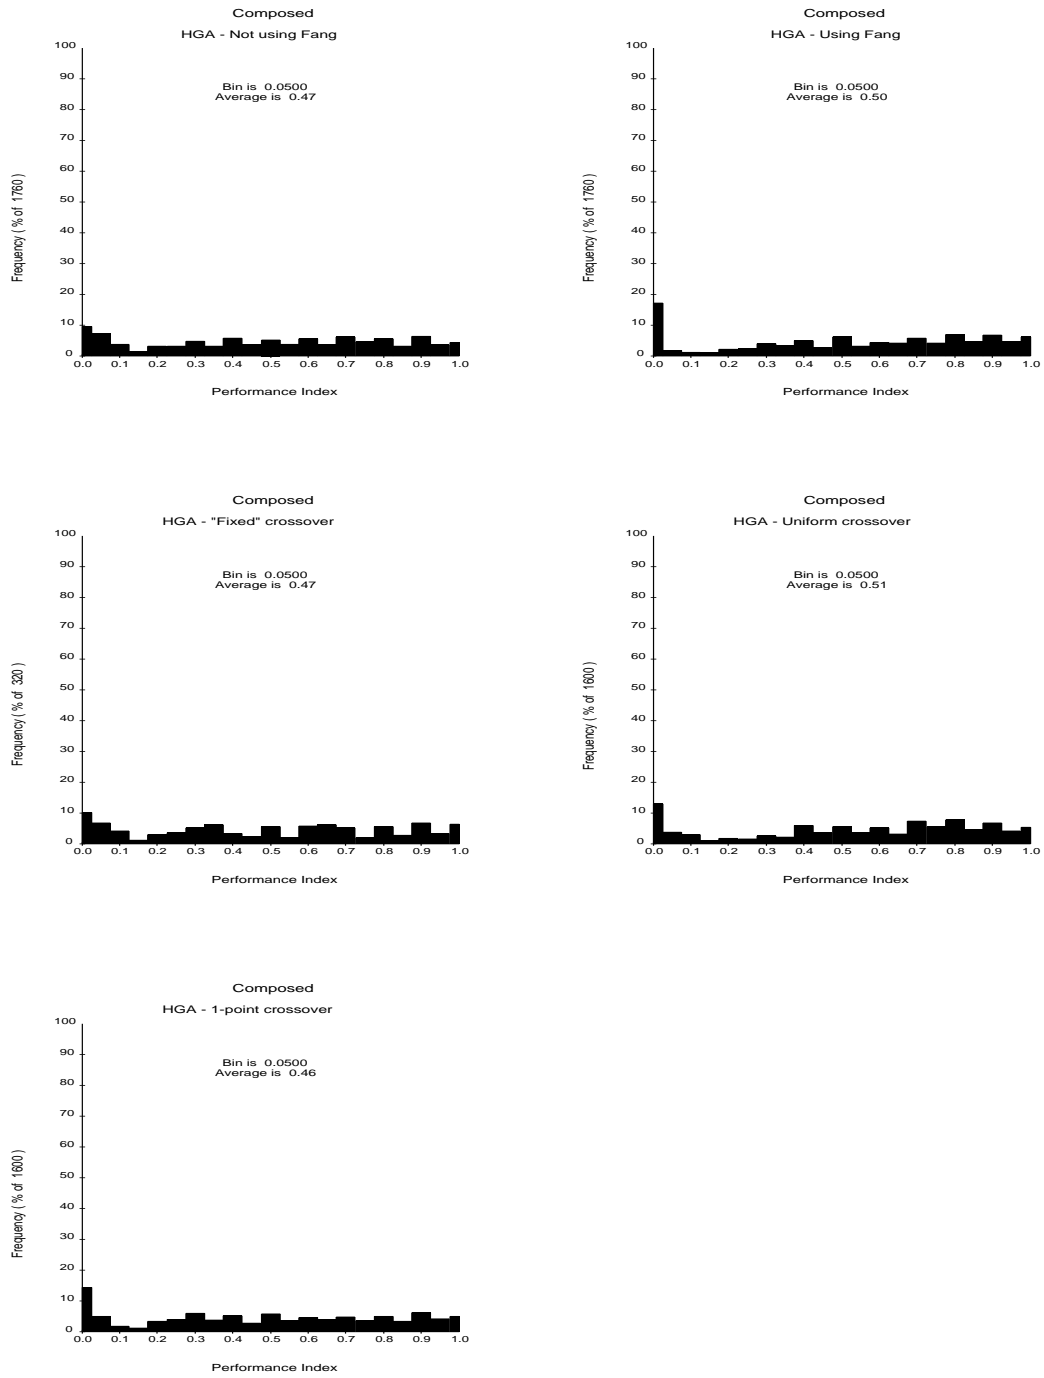 Composed
HGA - Not using Fang
100
90
80
70
60
50
40
30
20
10
0
Bin is 0.0500
Average is 0.47
Frequency ( % of 1760 )
0.0 0.1 0.2 0.3 0.4 0.5 0.6 0.7 0.8 0.9 1.0
Performance Index
Composed
HGA - Using Fang
100
90
80
70
60
50
40
30
20
10
0
Bin is 0.0500
Average is 0.50
Frequency ( % of 1760 )
0.0 0.1 0.2 0.3 0.4 0.5 0.6 0.7 0.8 0.9 1.0
Performance Index
Composed
HGA - "Fixed" crossover
100
90
80
70
60
50
40
30
20
10
0
Bin is 0.0500
Average is 0.47
Frequency ( % of 320 )
0.0 0.1 0.2 0.3 0.4 0.5 0.6 0.7 0.8 0.9 1.0
Performance Index
Composed
HGA - Uniform crossover
100
90
80
70
60
50
40
30
20
10
0
Bin is 0.0500
Average is 0.51
Frequency ( % of 1600 )
0.0 0.1 0.2 0.3 0.4 0.5 0.6 0.7 0.8 0.9 1.0
Performance Index
Composed
HGA - 1-point crossover
100
90
80
70
60
50
40
30
20
10
0
Bin is 0.0500
Average is 0.46
Frequency ( % of 1600 )
0.0 0.1 0.2 0.3 0.4 0.5 0.6 0.7 0.8 0.9 1.0
Performance Index